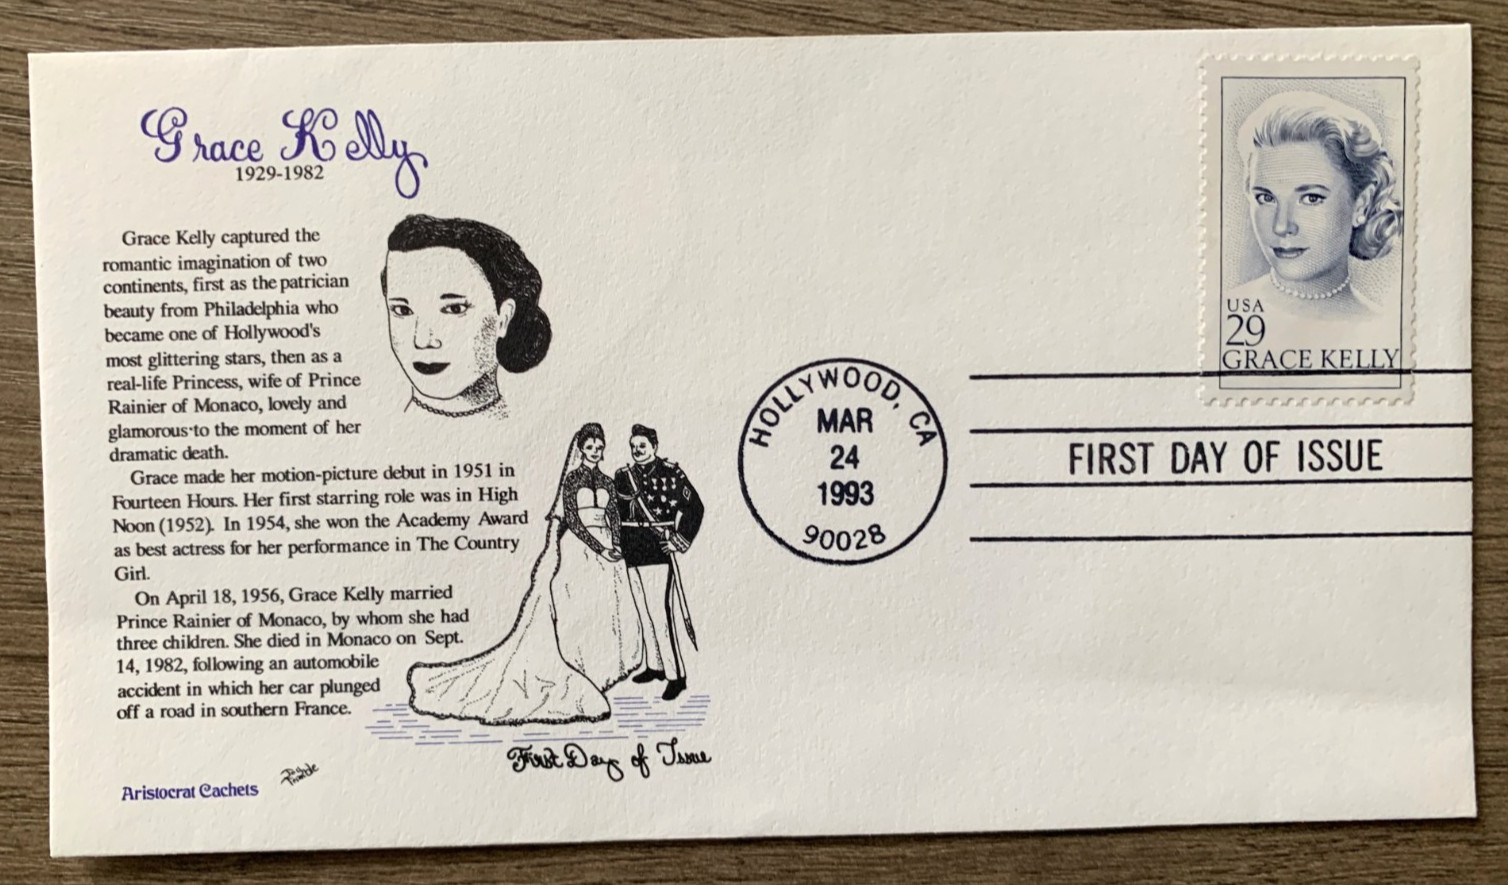 Grace Kelly
1929-1982
Grace Kelly captured the
romantic imagination of two
continents, first as the patrician
beauty from Philadelphia who
became one of Hollywood's
most glittering stars, then as a
real-life Princess, wife of Prince
Rainier of Monaco, lovely and
glamorous to the moment of her
dramatic death.
Grace made her motion-picture debut in 1951 in
Fourteen Hours. Her first starring role was in High
Noon (1952). In 1954, she won the Academy Award
as best actress for her performance in The Country
Girl.
On April 18, 1956, Grace Kelly married
Prince Rainier of Monaco, by whom she had
three children. She died in Monaco on Sept.
14, 1982, following an automobile
accident in which her car plunged
off a road in southern France.
First Day of Issue
Aristocrat Cachets
HOLLYWOOD, CA
MAR
24
1993
90028
FIRST DAY OF ISSUE
USA
29
GRACE KELLY